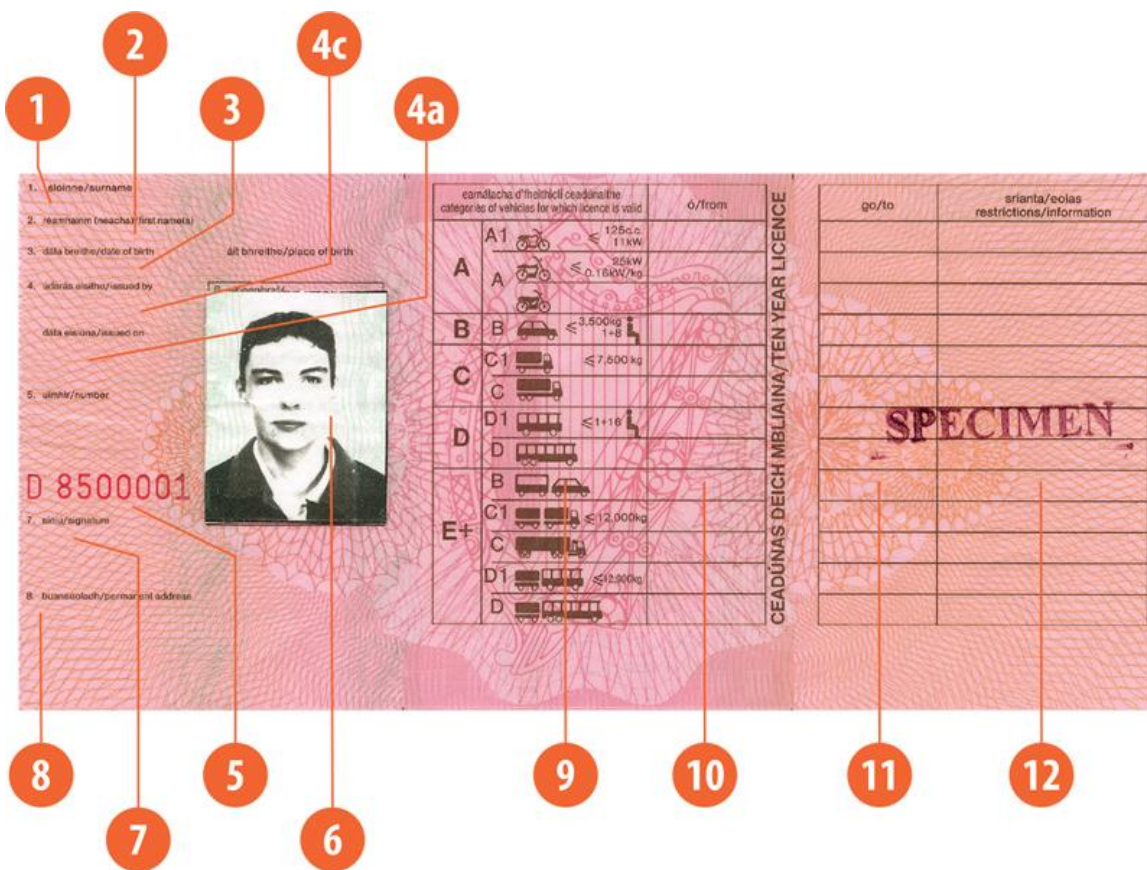 2
4c
1
3
4a
1. sloinne/surname
2. réamhainm (neacha)/first name(s)
3. dáta breithe/date of birth
áit bhreithe/place of birth
4. údarás eisithe/issued by
dáta eisiúna/issued on
5. uimhir/number
D 8500001
7. síniú/signature
8. buanseoladh/permanent address
earnálacha d'fheithiclí ceadúnaithe
categories of vehicles for which licence is valid
ó/from
A
A1 ≤ 125c.c. 11kW
A ≤ 25kW 0.16kW/kg
B
B ≤ 3,500kg 1+8
C
C1 ≤ 7,500 kg
C
D
D1 ≤ 1+16
D
E+
B
C1 ≤ 12,000kg
C
D1 ≤ 12,000kg
D
CEADÚNAS DEICH MBLIAINA/TEN YEAR LICENCE
go/to
srianta/eolas
restrictions/information
SPECIMEN
8
5
9
10
11
12
7
6